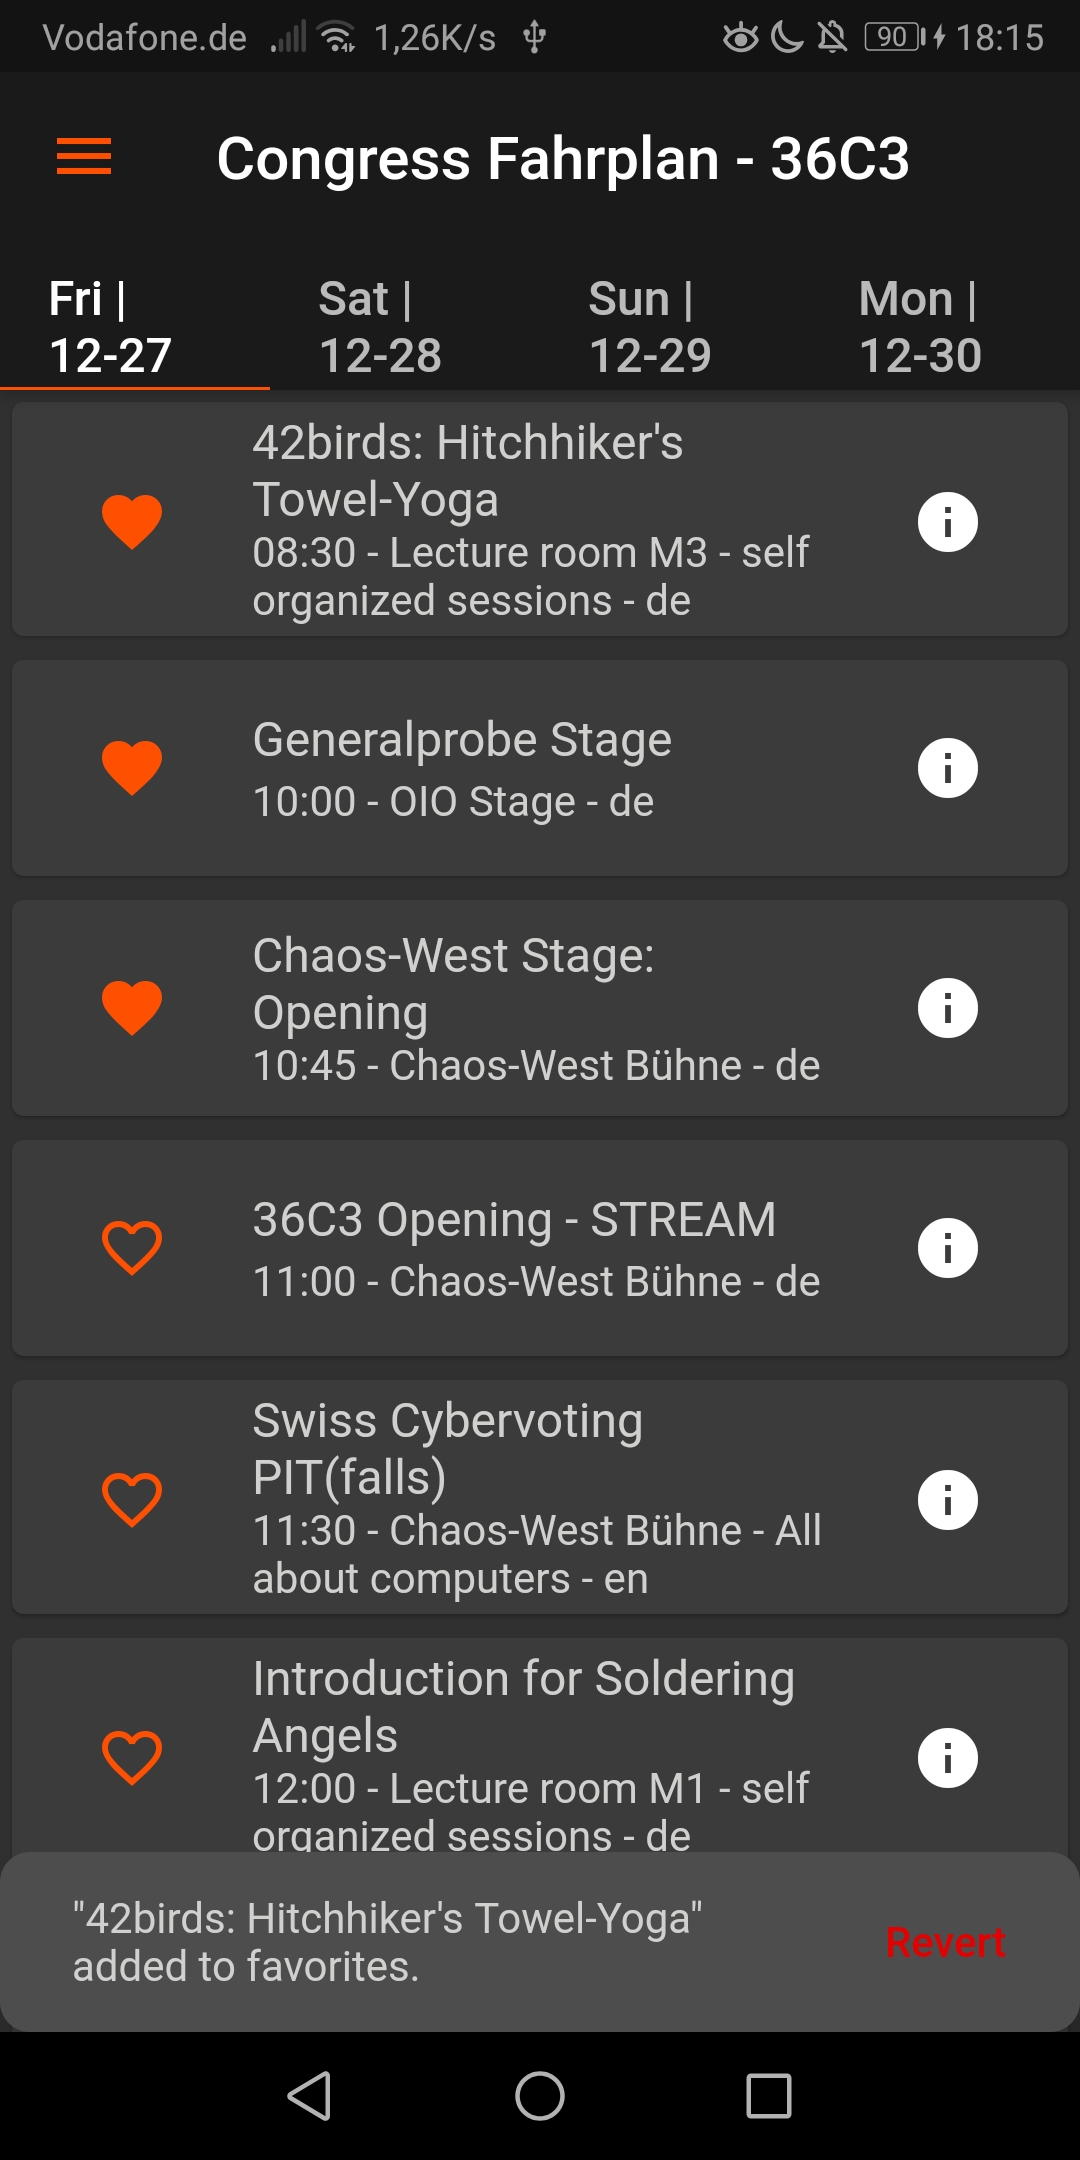 Vodafone.de 1,26K/s 90 18:15
Congress Fahrplan - 36C3
Fri | Sat | Sun | Mon |
12-27 12-28 12-29 12-30
42birds: Hitchhiker's
Towel-Yoga
08:30 - Lecture room M3 - self
organized sessions - de
Generalprobe Stage
10:00 - OIO Stage - de
Chaos-West Stage:
Opening
10:45 - Chaos-West Bühne - de
36C3 Opening - STREAM
11:00 - Chaos-West Bühne - de
Swiss Cybervoting
PIT(falls)
11:30 - Chaos-West Bühne - All
about computers - en
Introduction for Soldering
Angels
12:00 - Lecture room M1 - self
organized sessions - de
"42birds: Hitchhiker's Towel-Yoga"
added to favorites.
Revert